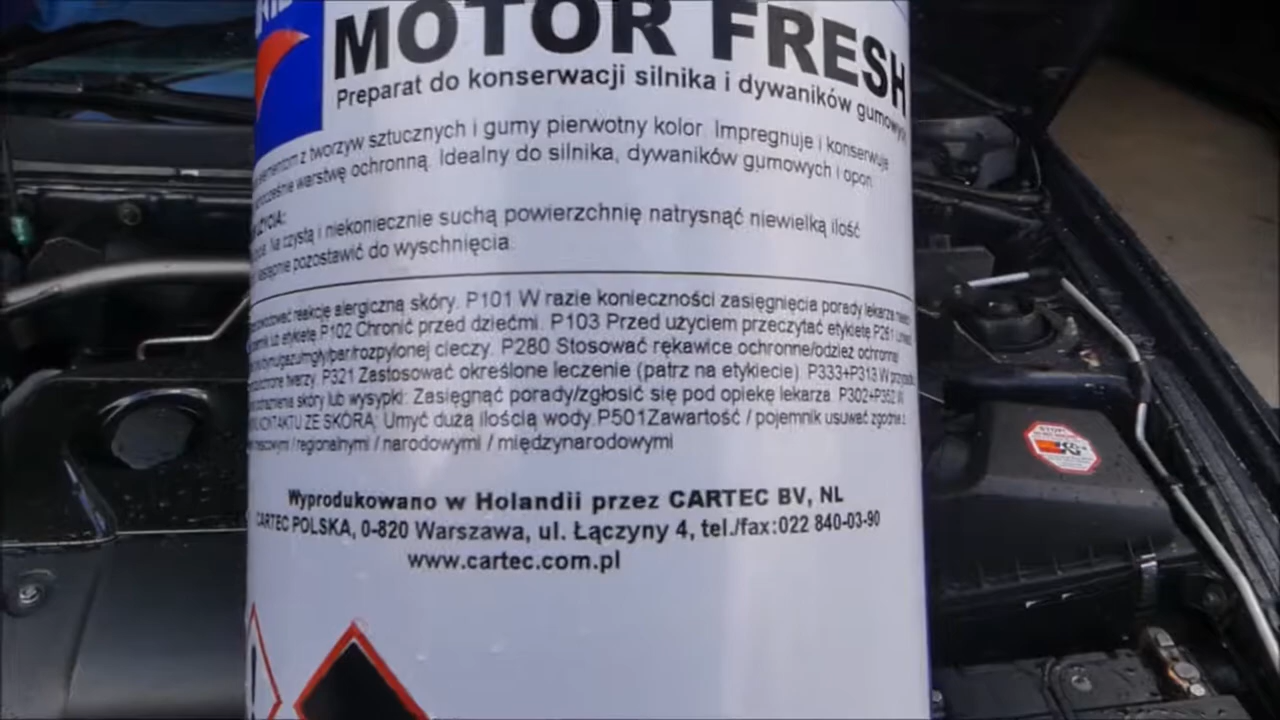 MOTOR FRESH
Preparat do konserwacji silnika i dywaników gumowych
z tworzyw sztucznych i gumy pierwotny kolor. Impregnuje i konserwuje
warstwę ochronną. Idealny do silnika, dywaników gumowych i opon.
Na czystą i niekoniecznie suchą powierzchnię natrysnąć niewielką ilość
pozostawić do wyschnięcia.
reakcję alergiczną skóry. P101 W razie konieczności zasięgnięcia porady lekarza
lub etykietę P102 Chronić przed dziećmi. P103 Przed użyciem przeczytać etykietę P261
cieczy. P280 Stosować rękawice ochronne/odzież ochronną/
twarzy. P321 Zastosować określone leczenie (patrz na etykiecie). P333+P313 W
skóry lub wysypki: Zasięgnąć porady/zgłosić się pod opiekę lekarza. P302+P352 W
KONTAKTU ZE SKÓRĄ: Umyć dużą ilością wody.P501Zawartość / pojemnik usuwać zgodnie z
/ regionalnymi / narodowymi / międzynarodowymi
Wyprodukowano w Holandii przez CARTEC BV, NL
CARTEC POLSKA, 0-820 Warszawa, ul. Łączyny 4, tel./fax:022 840-03-90
www.cartec.com.pl
STOP!
K&N